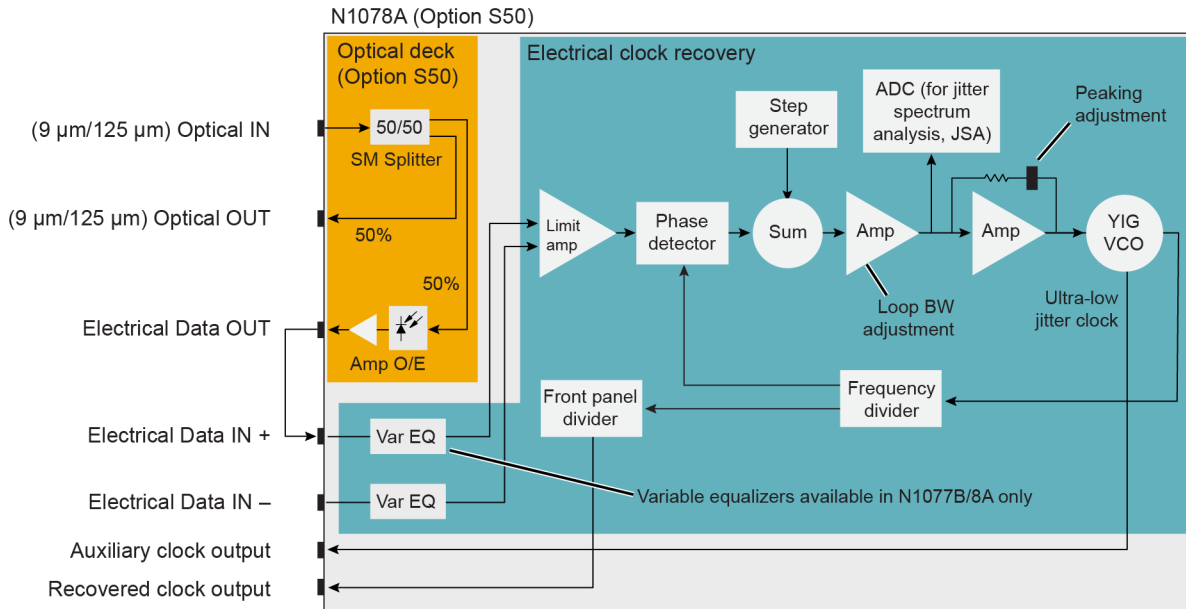 N1078A (Option S50)
Optical deck
(Option S50)
Electrical clock recovery
(9 µm/125 µm) Optical IN
50/50
SM Splitter
Step
generator
ADC (for jitter
spectrum
analysis, JSA)
Peaking
adjustment
(9 µm/125 µm) Optical OUT
50%
50%
Limit
amp
Phase
detector
Sum
Amp
Amp
YIG
VCO
Loop BW
adjustment
Ultra-low
jitter clock
Electrical Data OUT
Amp O/E
Front panel
divider
Frequency
divider
Electrical Data IN +
Var EQ
Electrical Data IN –
Var EQ
Variable equalizers available in N1077B/8A only
Auxiliary clock output
Recovered clock output